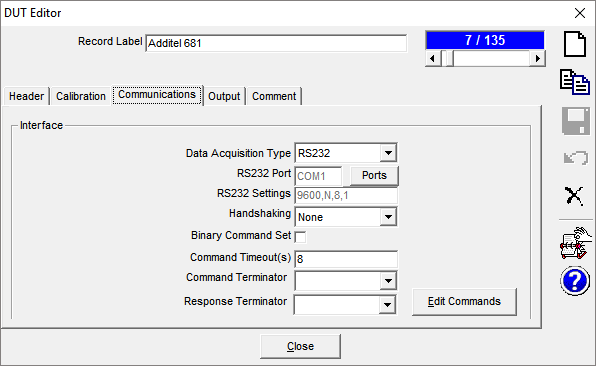 DUT Editor
Record Label Additel 681
7 / 135
Header Calibration Communications Output Comment
Interface
Data Acquisition Type RS232
RS232 Port COM1 Ports
RS232 Settings 9600,N,8,1
Handshaking None
Binary Command Set
Command Timeout(s) 8
Command Terminator
Response Terminator
Edit Commands
Close